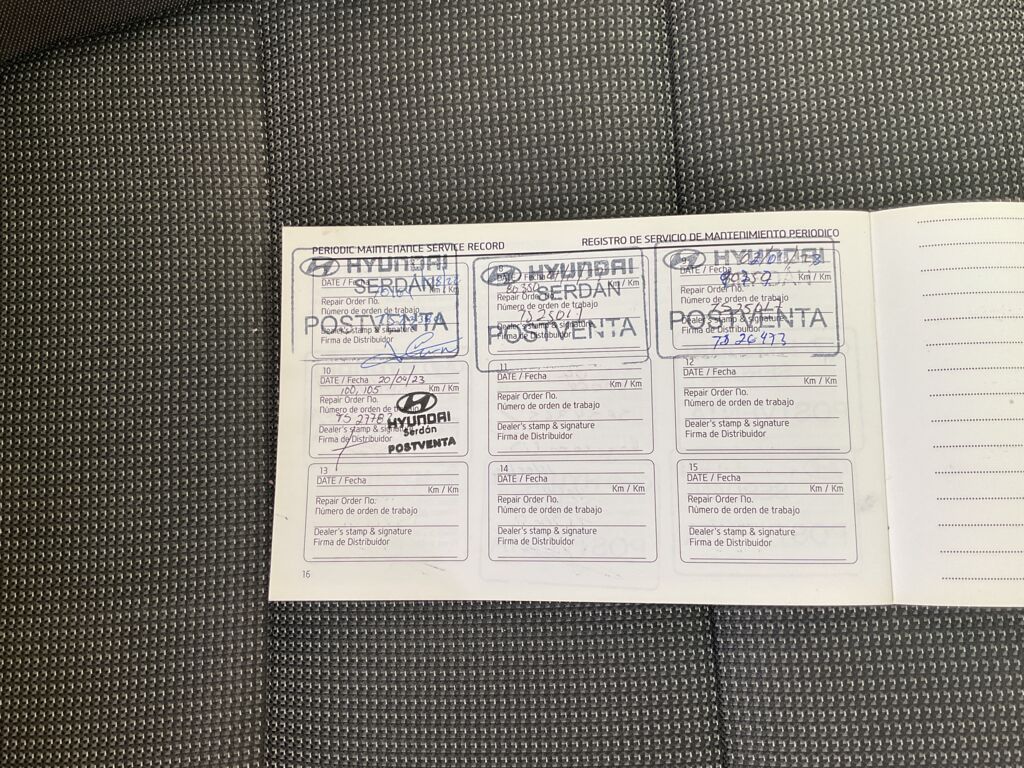 PERIODIC MAINTENANCE SERVICE RECORD
REGISTRO DE SERVICIO DE MANTENIMIENTO PERIODICO
HYUNDAI
SERDÁN
POSTVENTA
DATE / Fecha
Km / Km
Repair Order No.
Número de orden de trabajo
Dealer's stamp & signature
Firma de Distribuidor
8
HYUNDAI
SERDÁN
POSTVENTA
DATE / Fecha
80350 Km / Km
Repair Order No.
Número de orden de trabajo
7525011
Dealer's stamp & signature
Firma de Distribuidor
HYUNDAI
POSTVENTA
DATE / Fecha
Km / Km
Repair Order No.
Número de orden de trabajo
Dealer's stamp & signature
Firma de Distribuidor
10
DATE / Fecha 20/04/23
100,105 Km / Km
Repair Order No.
Número de orden de
HYUNDAI
Serdán
POSTVENTA
Dealer's stamp &
Firma de Distribuidor
11
DATE / Fecha
Km / Km
Repair Order No.
Número de orden de trabajo
Dealer's stamp & signature
Firma de Distribuidor
12
DATE / Fecha
Km / Km
Repair Order No.
Número de orden de trabajo
Dealer's stamp & signature
Firma de Distribuidor
13
DATE / Fecha
Km / Km
Repair Order No.
Número de orden de trabajo
Dealer's stamp & signature
Firma de Distribuidor
14
DATE / Fecha
Km / Km
Repair Order No.
Número de orden de trabajo
Dealer's stamp & signature
Firma de Distribuidor
15
DATE / Fecha
Km / Km
Repair Order No.
Número de orden de trabajo
Dealer's stamp & signature
Firma de Distribuidor
16